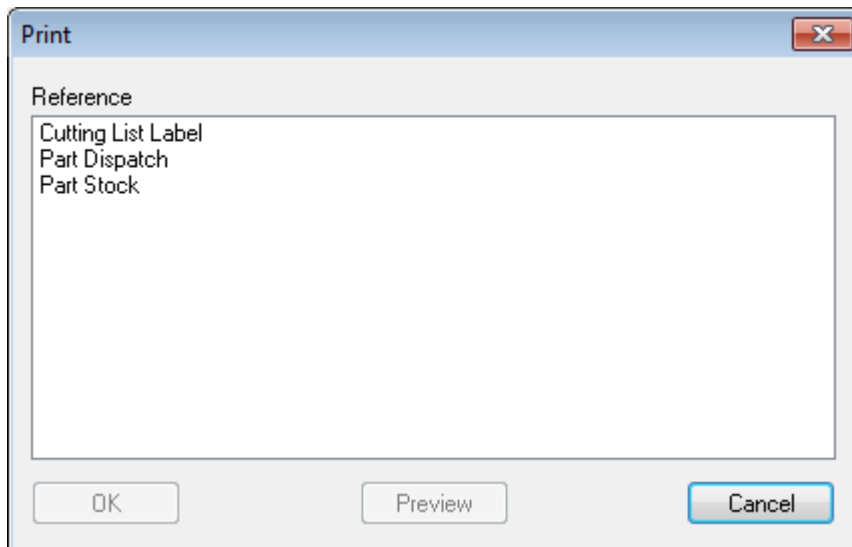 Print
Reference
Cutting List Label
Part Dispatch
Part Stock
OK
Preview
Cancel